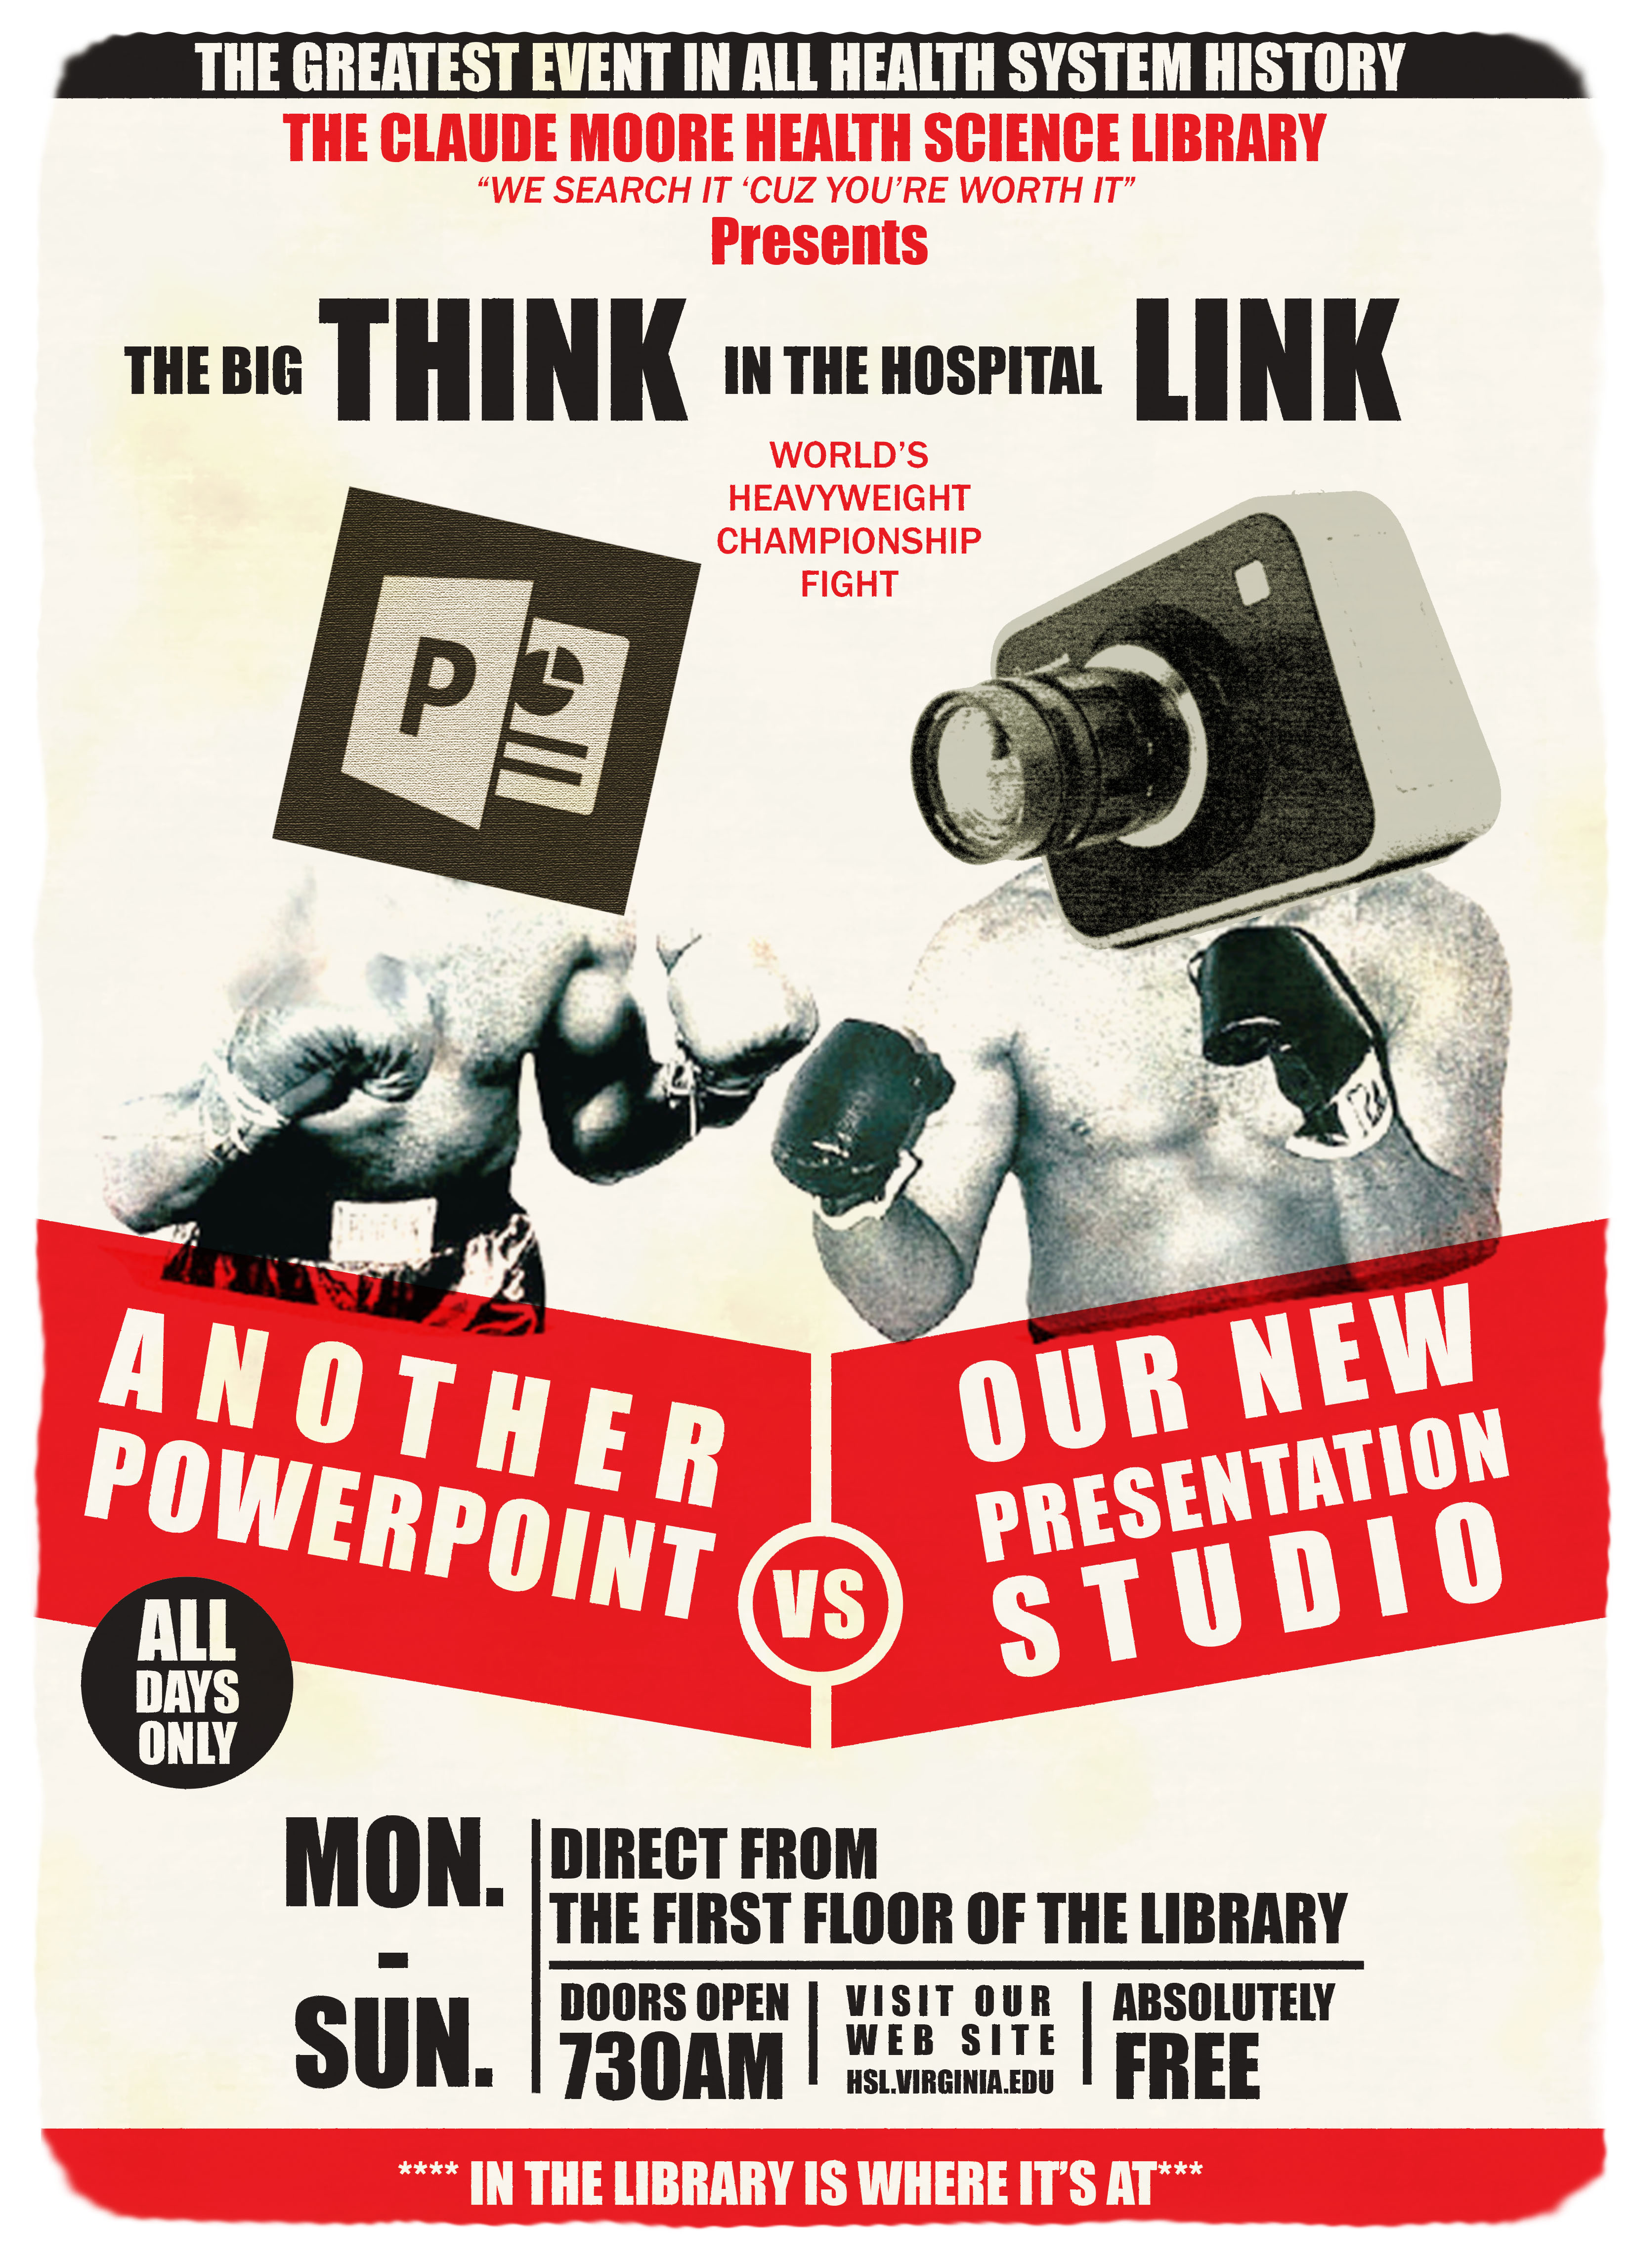 THE GREATEST EVENT IN ALL HEALTH SYSTEM HISTORY
THE CLAUDE MOORE HEALTH SCIENCE LIBRARY
“WE SEARCH IT ‘CUZ YOU’RE WORTH IT”
Presents
THE BIG THINK IN THE HOSPITAL LINK
WORLD’S
HEAVYWEIGHT
CHAMPIONSHIP
FIGHT
P
ANOTHER
POWERPOINT
VS
OUR NEW
PRESENTATION
STUDIO
ALL
DAYS
ONLY
MON.
-
SUN.
DIRECT FROM
THE FIRST FLOOR OF THE LIBRARY
DOORS OPEN
730AM
VISIT OUR
WEB SITE
HSL.VIRGINIA.EDU
ABSOLUTELY
FREE
**** IN THE LIBRARY IS WHERE IT’S AT***